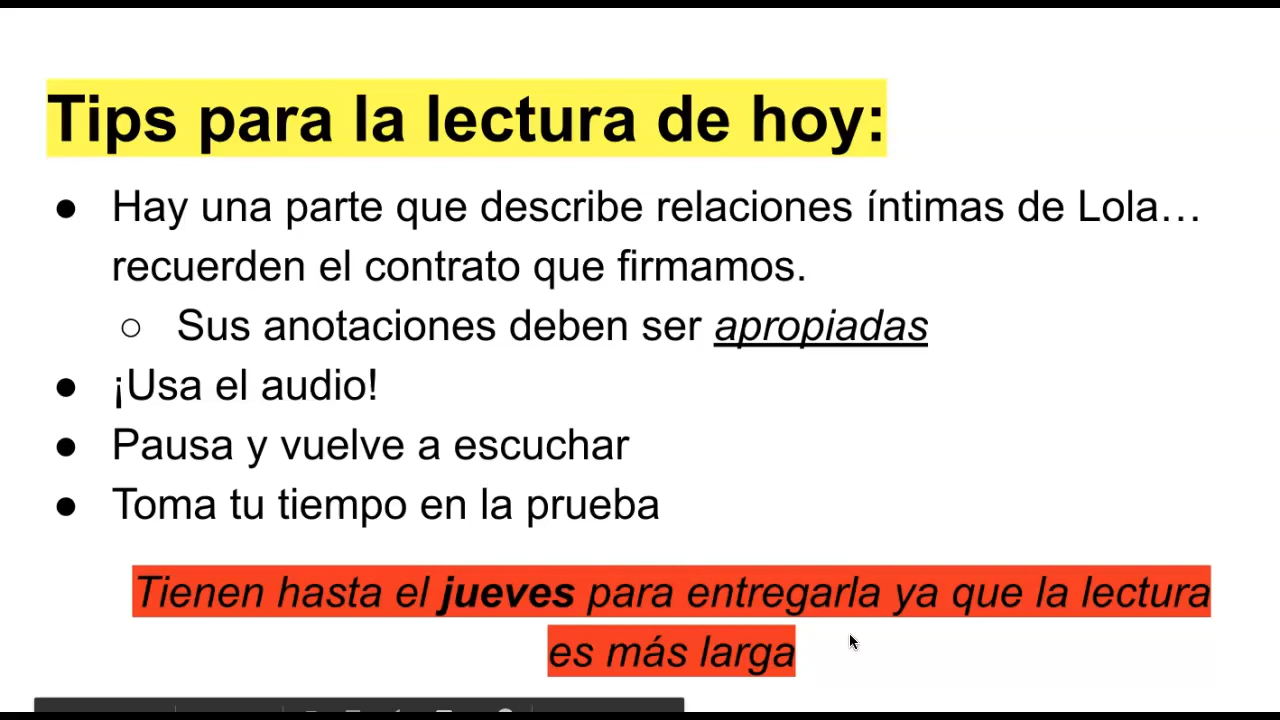 Tips para la lectura de hoy:
● Hay una parte que describe relaciones íntimas de Lola…
recuerden el contrato que firmamos.
○ Sus anotaciones deben ser apropiadas
● ¡Usa el audio!
● Pausa y vuelve a escuchar
● Toma tu tiempo en la prueba
Tienen hasta el jueves para entregarla ya que la lectura
es más larga